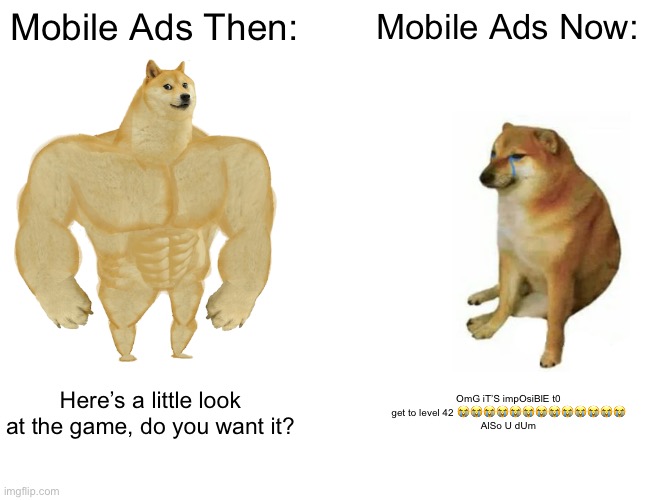 Mobile Ads Then:
Mobile Ads Now:
Here’s a little look
at the game, do you want it?
OmG iT’S impOsiBlE t0
get to level 42 😭😭😭😭😭😭😭😭😭😭😭😭😭
AlSo U dUm
imgflip.com